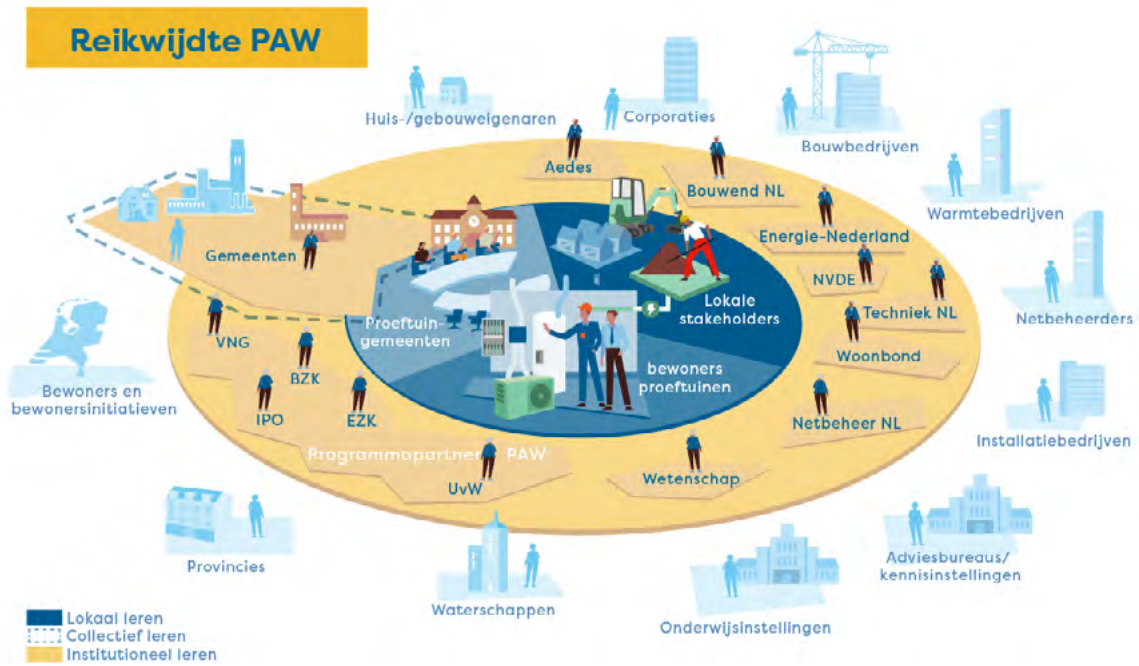 Reikwijdte PAW
Huis-/gebouweigenaren
Corporaties
Bouwbedrijven
Aedes
Bouwend NL
Warmtebedrijven
Gemeenten
Energie-Nederland
NVDE
Lokale
stakeholders
Techniek NL
Netbeheerders
Proeftuin-
gemeenten
VNG
Woonbond
BZK
bewoners
proeftuinen
Bewoners en
bewonersinitiatieven
IPO
EZK
Netbeheer NL
Installatiebedrijven
Programmapartner PAW
UvW
Wetenschap
Provincies
Waterschappen
Adviesbureaus/
kennisinstellingen
Onderwijsinstellingen
Lokaal leren
Collectief leren
Institutioneel leren